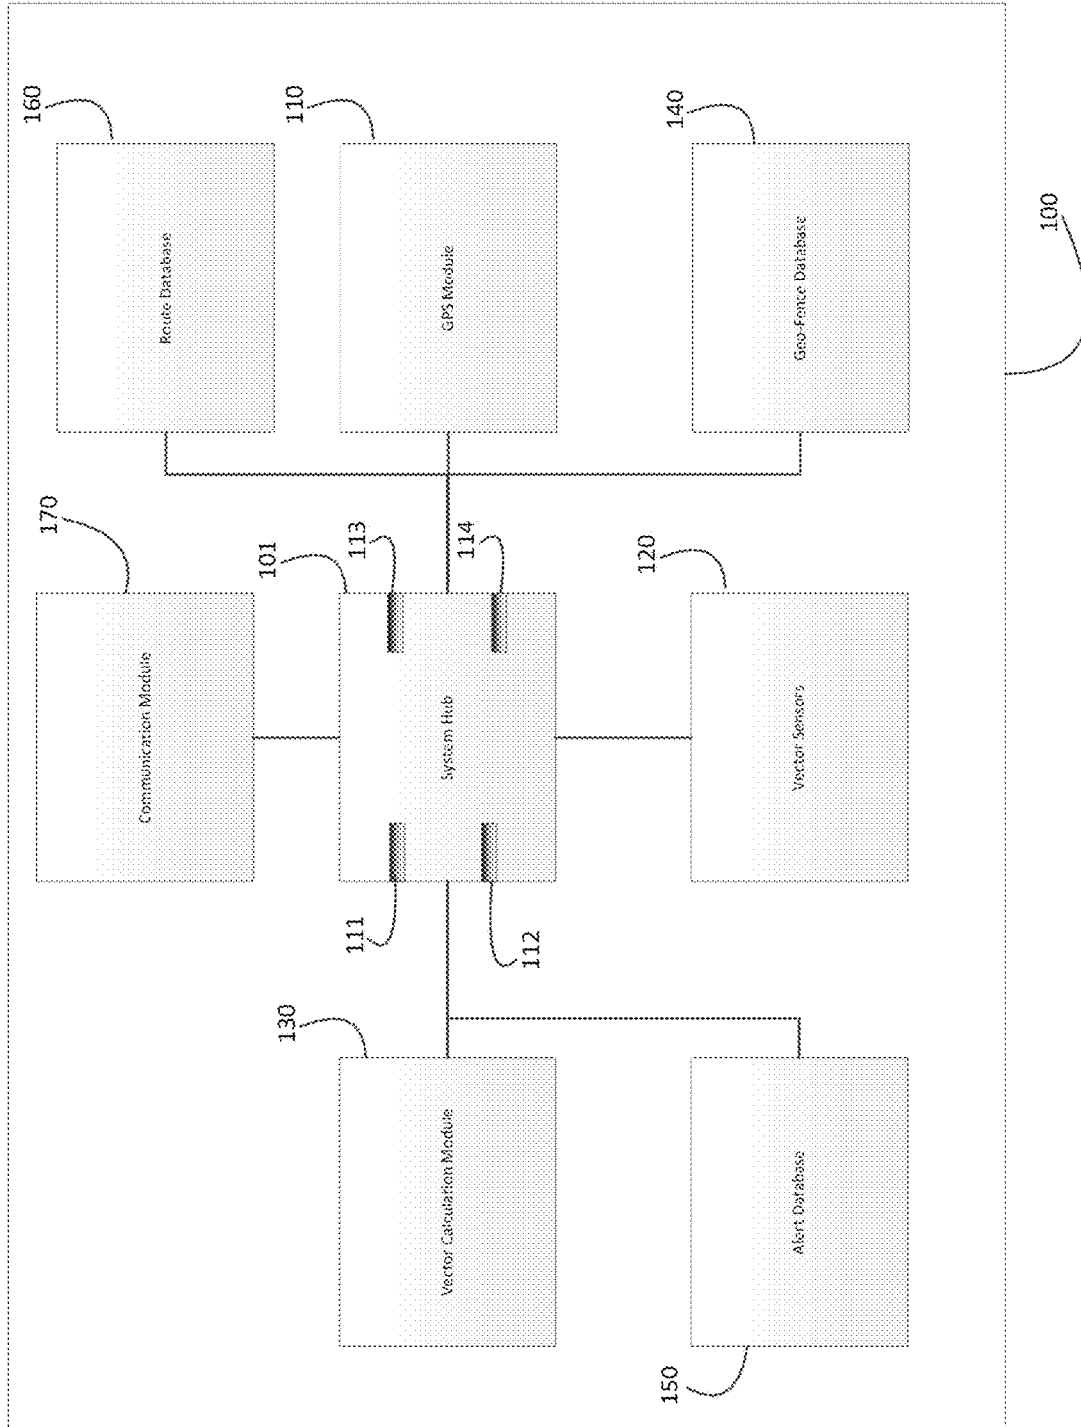 130
Vector Calculation Module
150
Alert Database
170
Communication Module
101
111
113
System Hub
112
114
120
Vector Sensors
160
Route Database
110
GPS Module
140
Geo-Fence Database
100